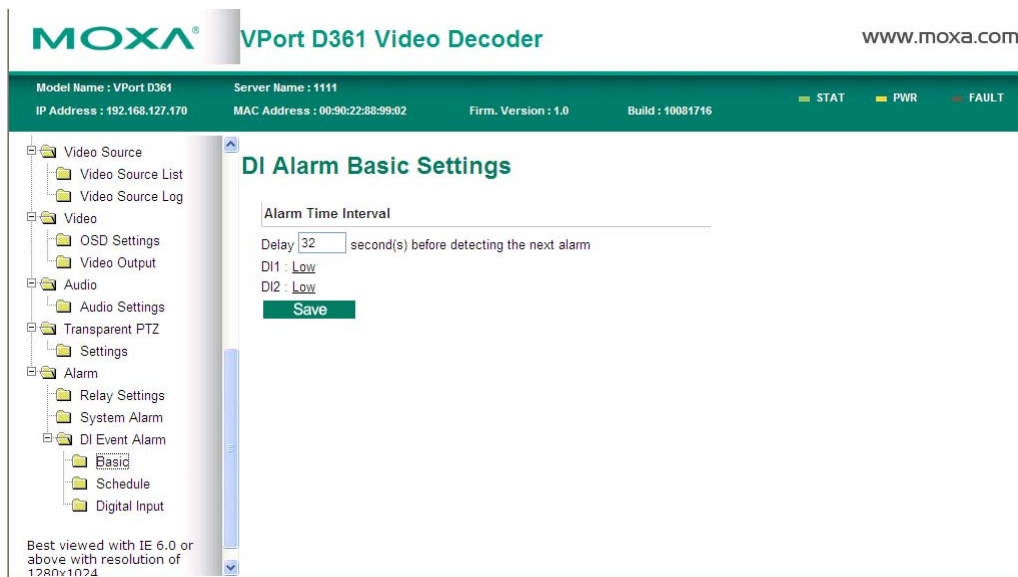 MOXA®
VPort D361 Video Decoder
www.moxa.com
Model Name : VPort D361
Server Name : 1111
IP Address : 192.168.127.170
MAC Address : 00:90:22:88:99:02
Firm. Version : 1.0
Build : 10081716
STAT
PWR
FAULT
Video Source
Video Source List
Video Source Log
Video
OSD Settings
Video Output
Audio
Audio Settings
Transparent PTZ
Settings
Alarm
Relay Settings
System Alarm
DI Event Alarm
Basic
Schedule
Digital Input
Best viewed with IE 6.0 or
above with resolution of
1280x1024
DI Alarm Basic Settings
Alarm Time Interval
Delay 32 second(s) before detecting the next alarm
DI1 : Low
DI2 : Low
Save